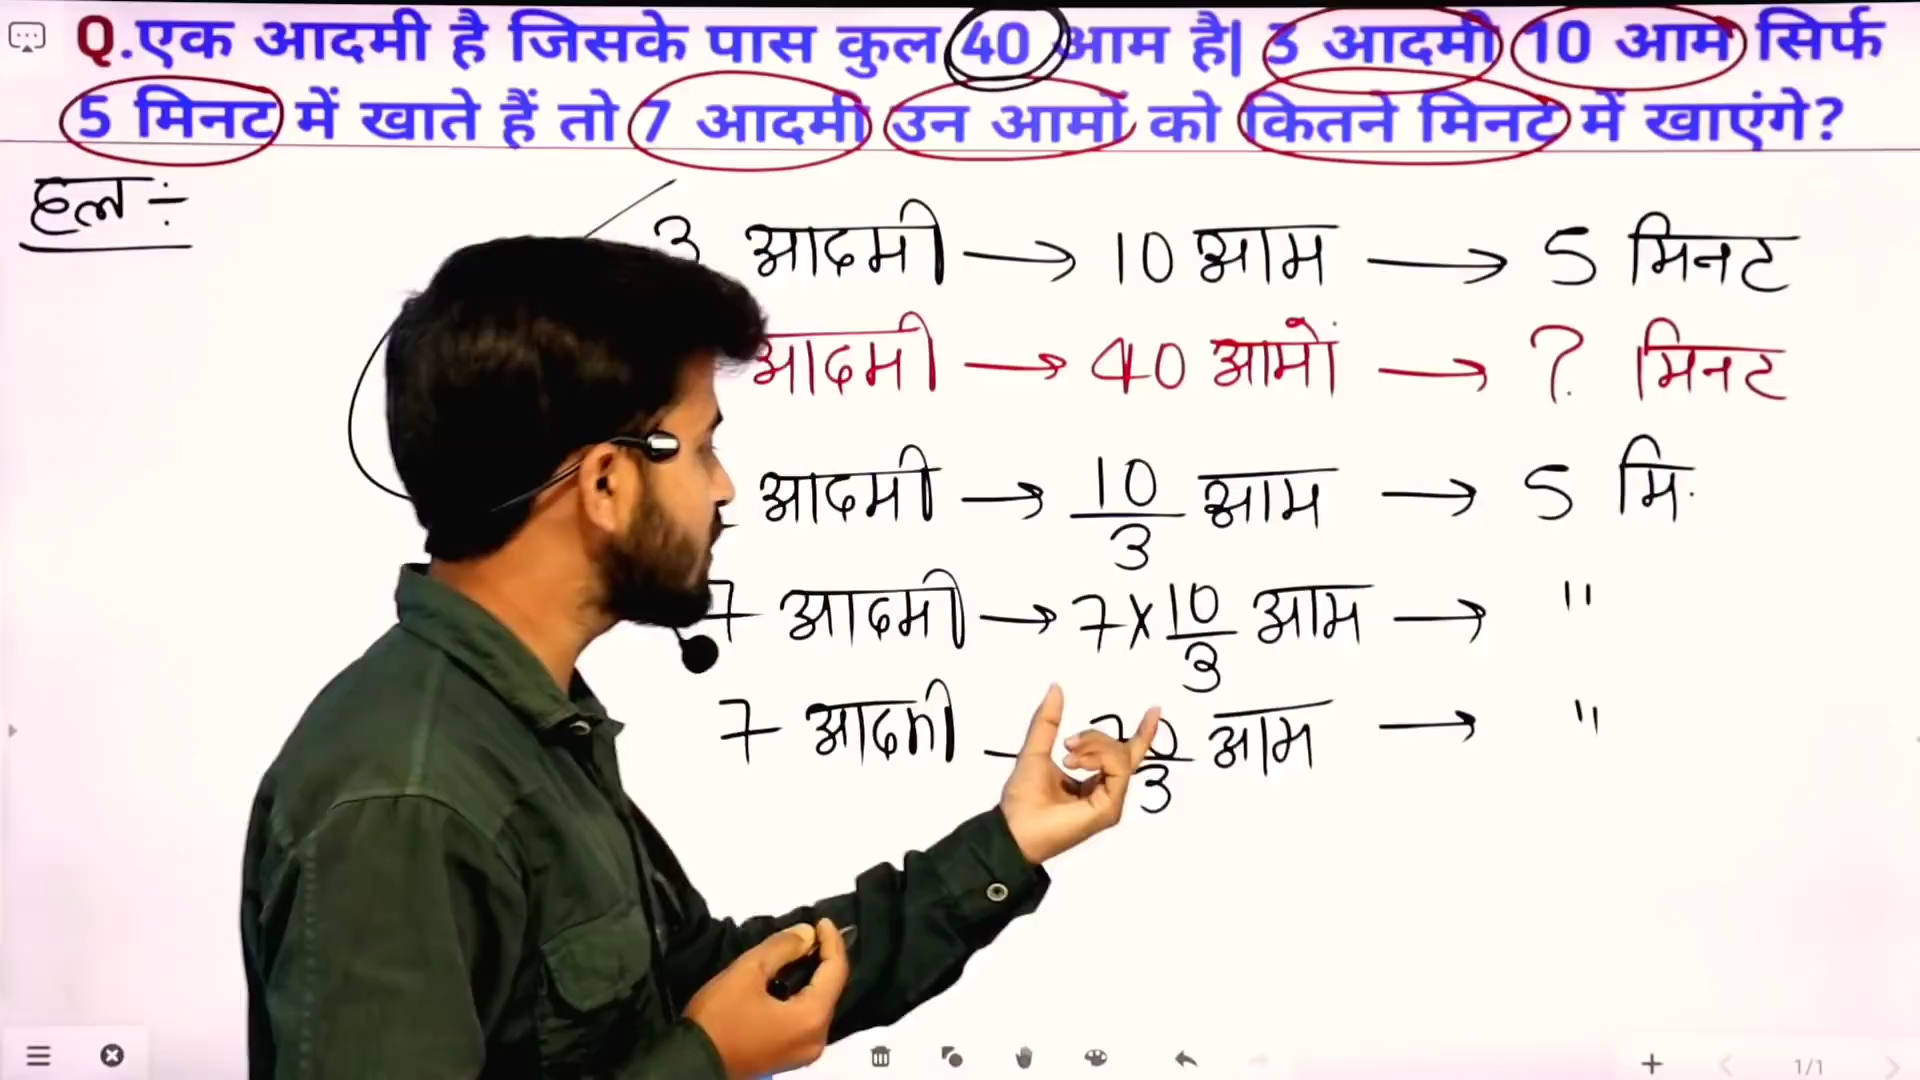 Q.एक आदमी है जिसके पास कुल 40 आम है| 3 आदमी 10 आम सिर्फ
5 मिनट में खाते हैं तो 7 आदमी उन आमों को कितने मिनट में खाएंगे?
हल ÷
3 आदमी → 10 आम → 5 मिनट
आदमी → 40 आमों → ? मिनट
आदमी → 10/3 आम → 5 मि.
7 आदमी → 7×10/3 आम → "
7 आदमी → 70/3 आम → "
1/1